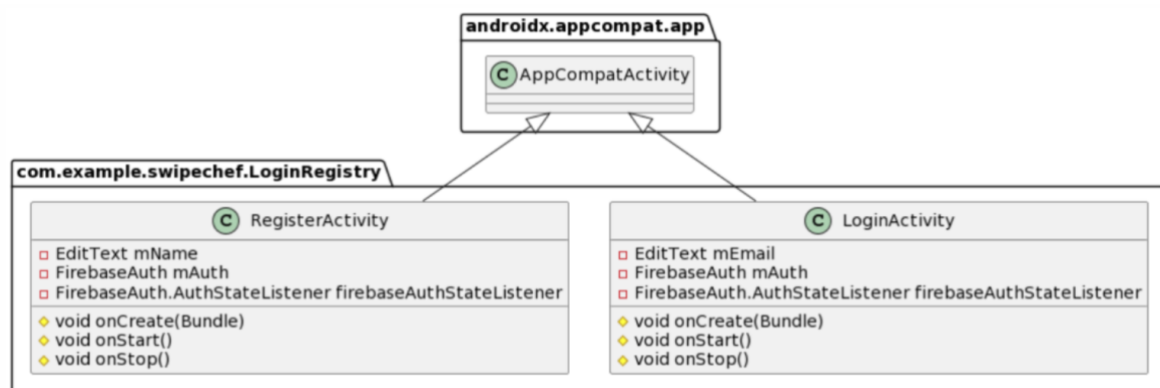 androidx.appcompat.app
C AppCompatActivity
com.example.swipechef.LoginRegistry
C RegisterActivity
EditText mName
FirebaseAuth mAuth
FirebaseAuth.AuthStateListener firebaseAuthStateListener
void onCreate(Bundle)
void onStart()
void onStop()
C LoginActivity
EditText mEmail
FirebaseAuth mAuth
FirebaseAuth.AuthStateListener firebaseAuthStateListener
void onCreate(Bundle)
void onStart()
void onStop()